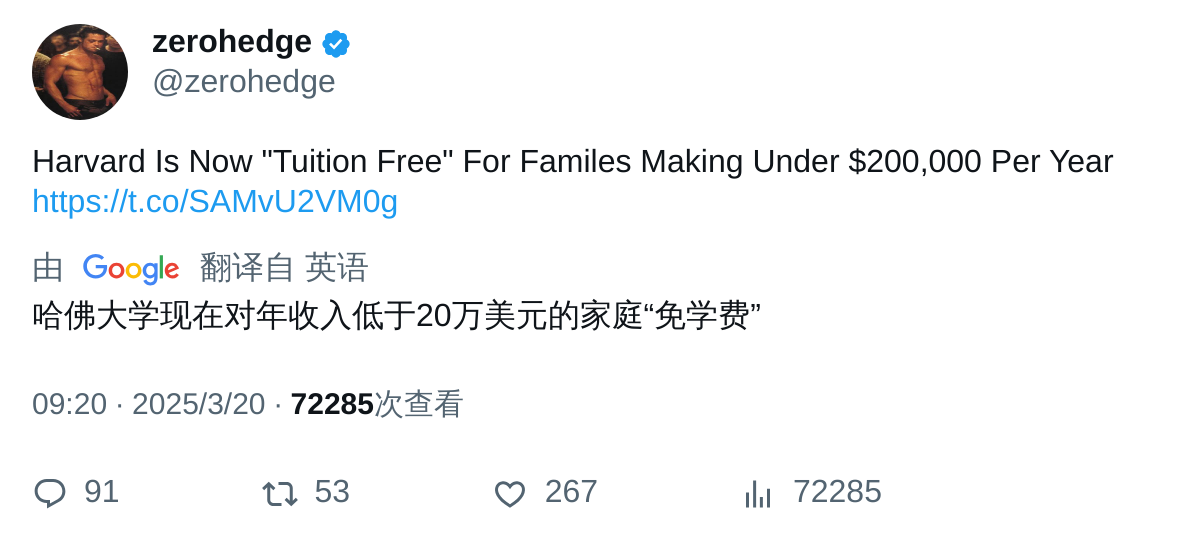 zerohedge
@zerohedge
Harvard Is Now "Tuition Free" For Familes Making Under $200,000 Per Year
https://t.co/SAMvU2VM0g
由 Google 翻译自 英语
哈佛大学现在对年收入低于20万美元的家庭“免学费”
09:20 · 2025/3/20 · 72285次查看
91 53 267 72285